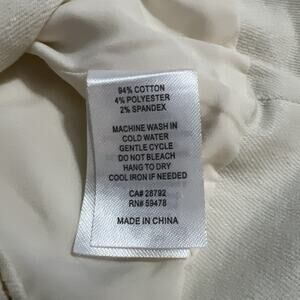 94% COTTON
4% POLYESTER
2% SPANDEX
MACHINE WASH IN
COLD WATER
GENTLE CYCLE
DO NOT BLEACH
HANG TO DRY
COOL IRON IF NEEDED
CA# 28792
RN# 59478
MADE IN CHINA